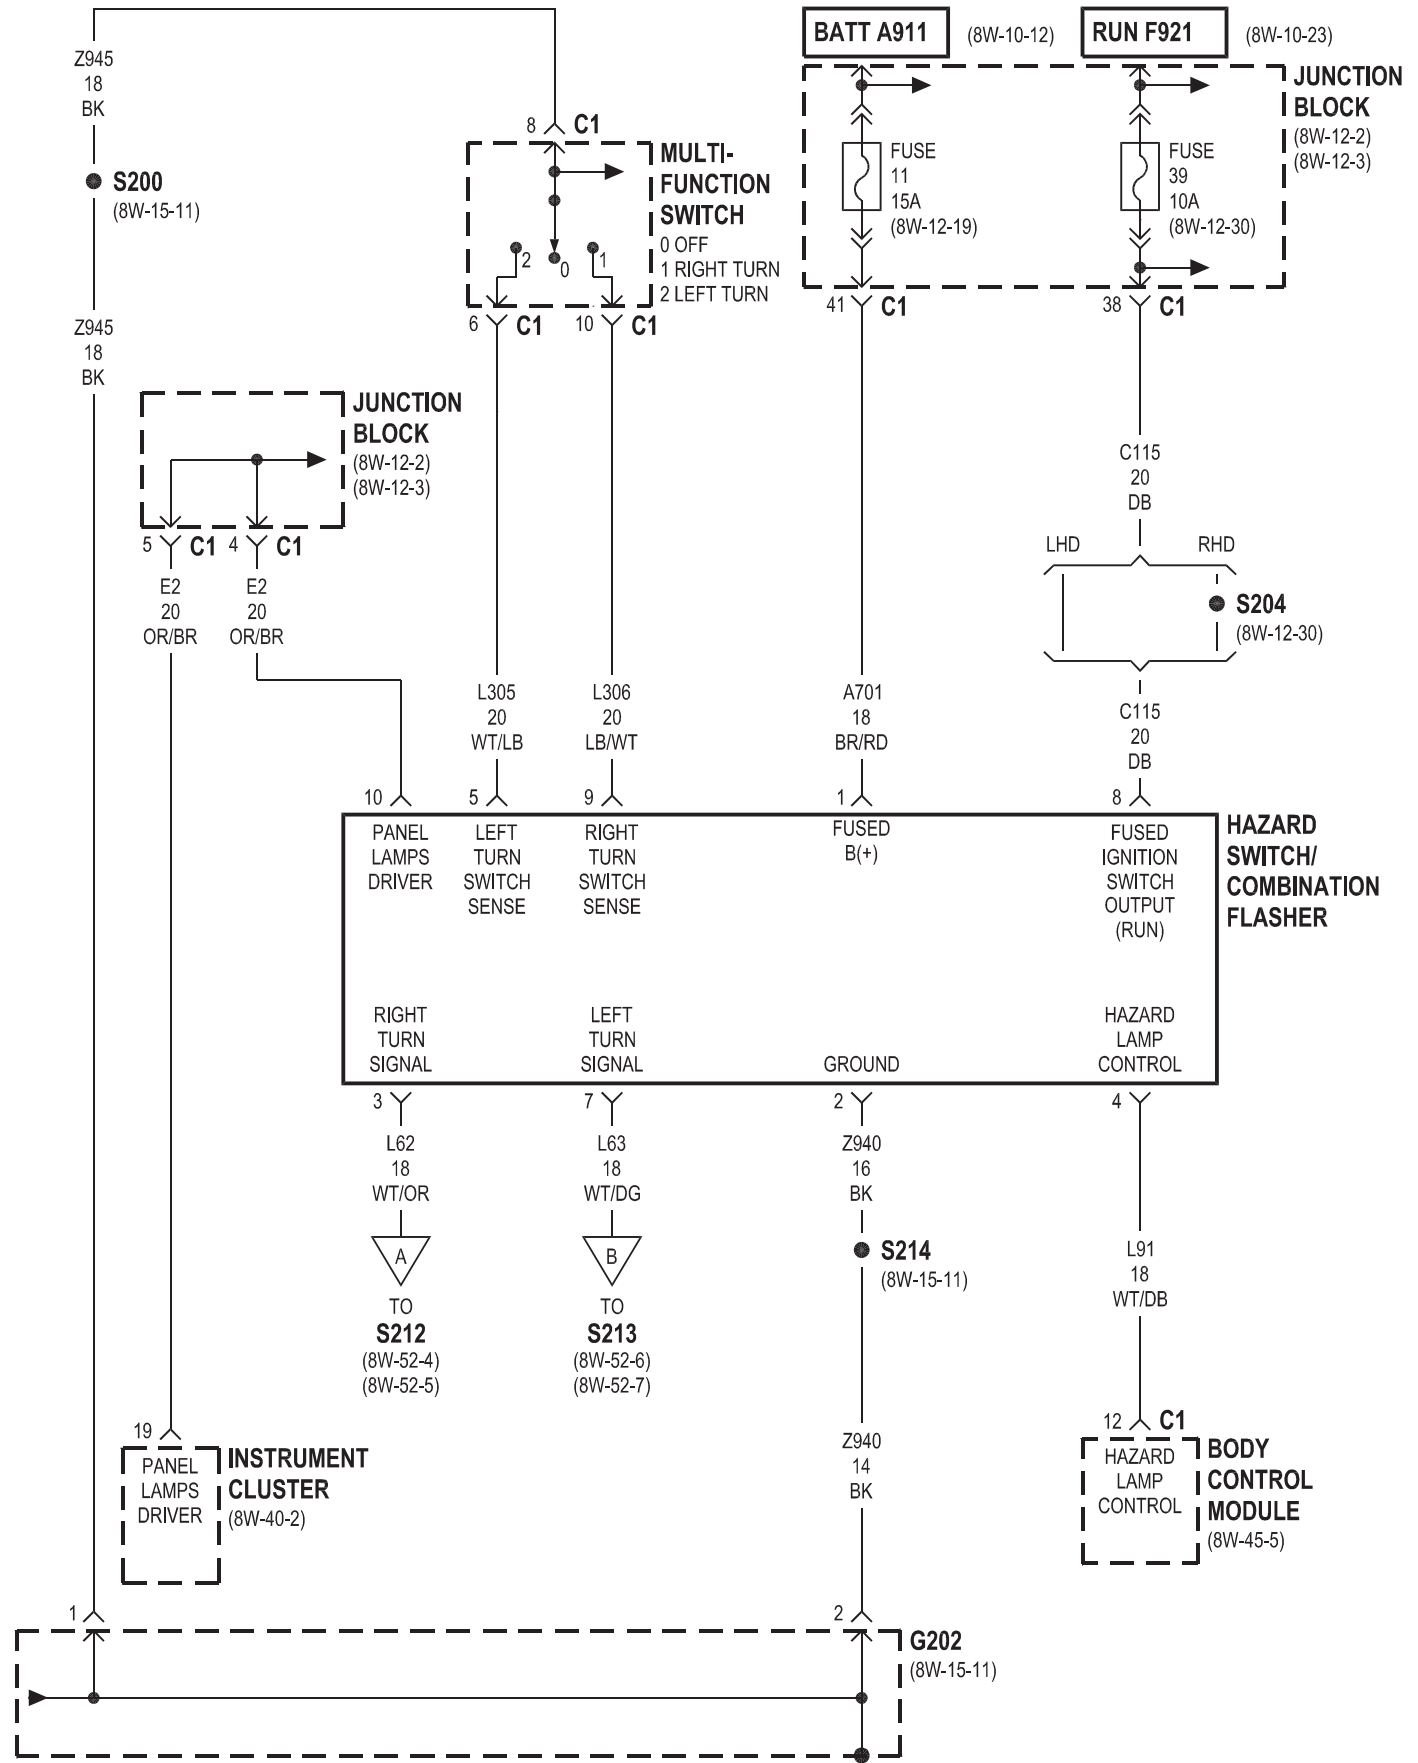 BATT A911
(8W-10-12)
RUN F921
(8W-10-23)
Z945
18
BK
S200
(8W-15-11)
Z945
18
BK
8
C1
MULTI-
FUNCTION
SWITCH
0 OFF
1 RIGHT TURN
2 LEFT TURN
2
0
1
6
C1
10
C1
FUSE
11
15A
(8W-12-19)
FUSE
39
10A
(8W-12-30)
JUNCTION
BLOCK
(8W-12-2)
(8W-12-3)
41
C1
38
C1
JUNCTION
BLOCK
(8W-12-2)
(8W-12-3)
5
C1
4
C1
E2
20
OR/BR
E2
20
OR/BR
C115
20
DB
LHD
RHD
S204
(8W-12-30)
L305
20
WT/LB
L306
20
LB/WT
A701
18
BR/RD
C115
20
DB
10
5
9
1
8
PANEL
LAMPS
DRIVER
LEFT
TURN
SWITCH
SENSE
RIGHT
TURN
SWITCH
SENSE
FUSED
B(+)
FUSED
IGNITION
SWITCH
OUTPUT
(RUN)
HAZARD
SWITCH/
COMBINATION
FLASHER
RIGHT
TURN
SIGNAL
LEFT
TURN
SIGNAL
GROUND
HAZARD
LAMP
CONTROL
3
7
2
4
L62
18
WT/OR
L63
18
WT/DG
Z940
16
BK
A
B
S214
(8W-15-11)
L91
18
WT/DB
TO
S212
(8W-52-4)
(8W-52-5)
TO
S213
(8W-52-6)
(8W-52-7)
19
PANEL
LAMPS
DRIVER
INSTRUMENT
CLUSTER
(8W-40-2)
Z940
14
BK
12
C1
HAZARD
LAMP
CONTROL
BODY
CONTROL
MODULE
(8W-45-5)
1
2
G202
(8W-15-11)